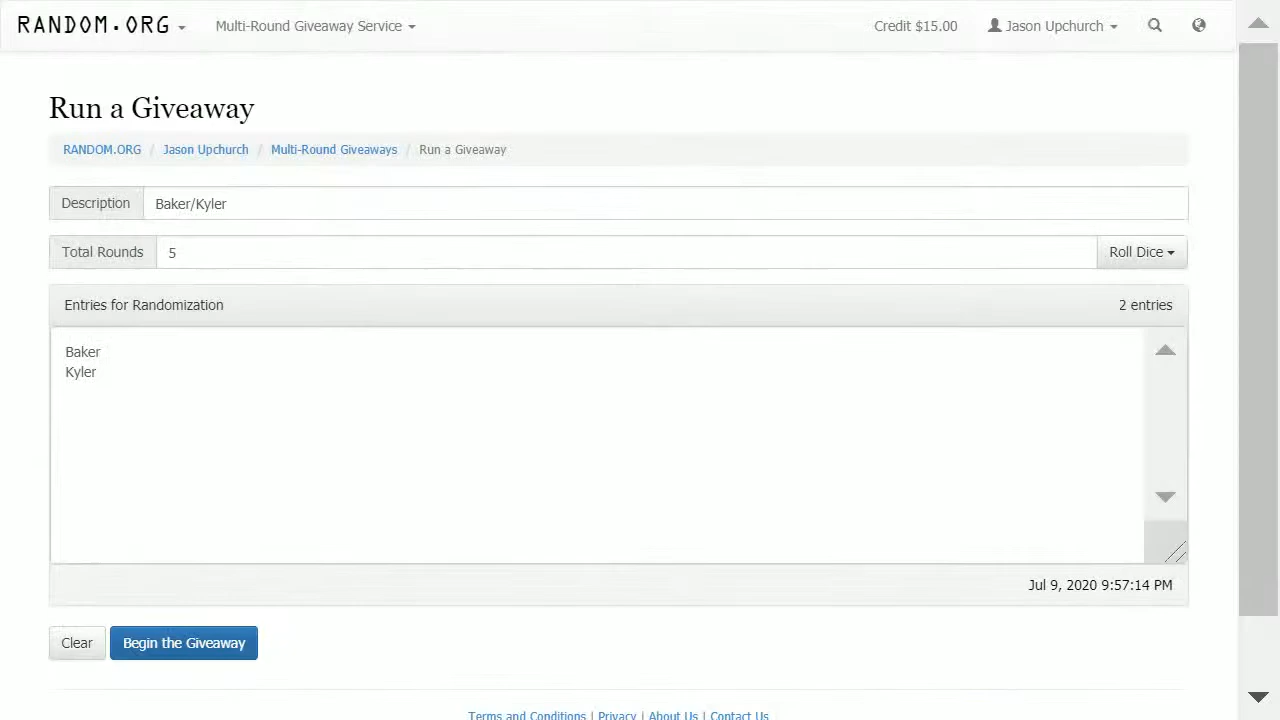 RANDOM.ORG Multi-Round Giveaway Service Credit $15.00 Jason Upchurch
Run a Giveaway
RANDOM.ORG / Jason Upchurch / Multi-Round Giveaways / Run a Giveaway
Description Baker/Kyler
Total Rounds 5 Roll Dice
Entries for Randomization 2 entries
Baker
Kyler
Jul 9, 2020 9:57:14 PM
Clear Begin the Giveaway
Terms and Conditions | Privacy | About Us | Contact Us